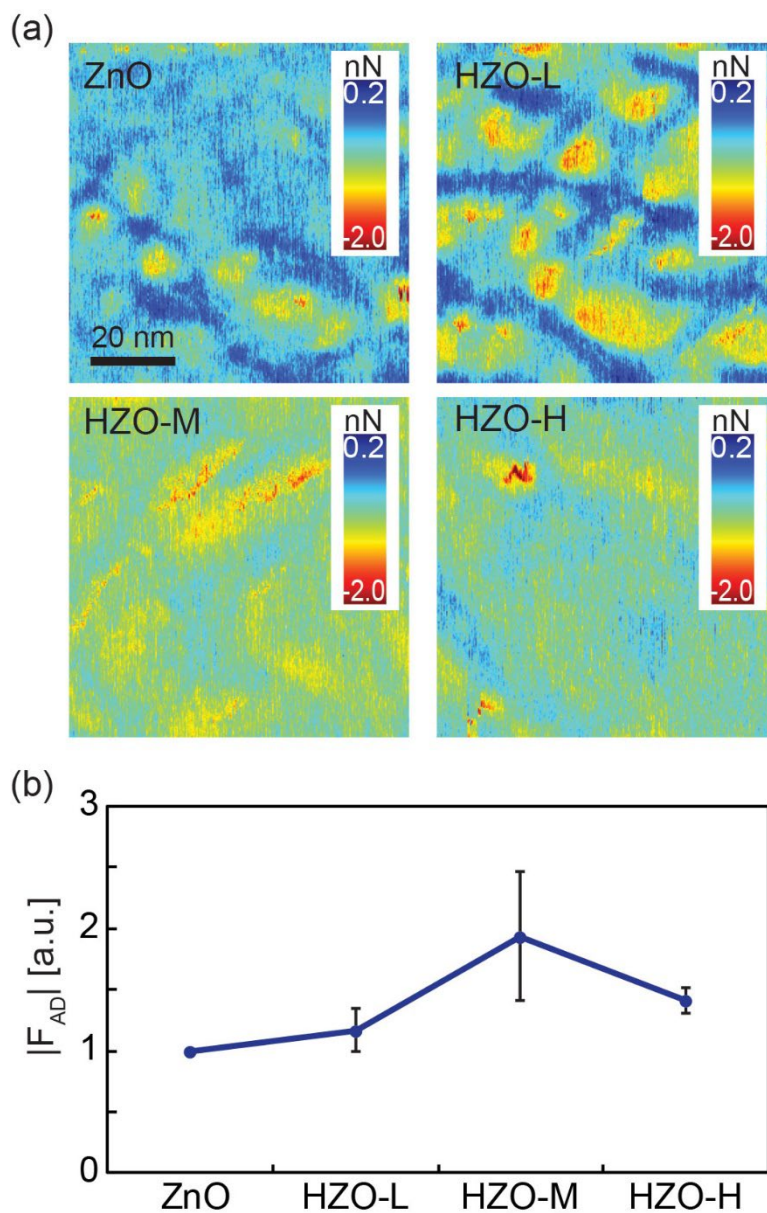 (a)
ZnO
nN
0.2
-2.0
20 nm
HZO-L
nN
0.2
-2.0
HZO-M
nN
0.2
-2.0
HZO-H
nN
0.2
-2.0
(b)
|F_AD| [a.u.]
3
2
1
0
ZnO HZO-L HZO-M HZO-H